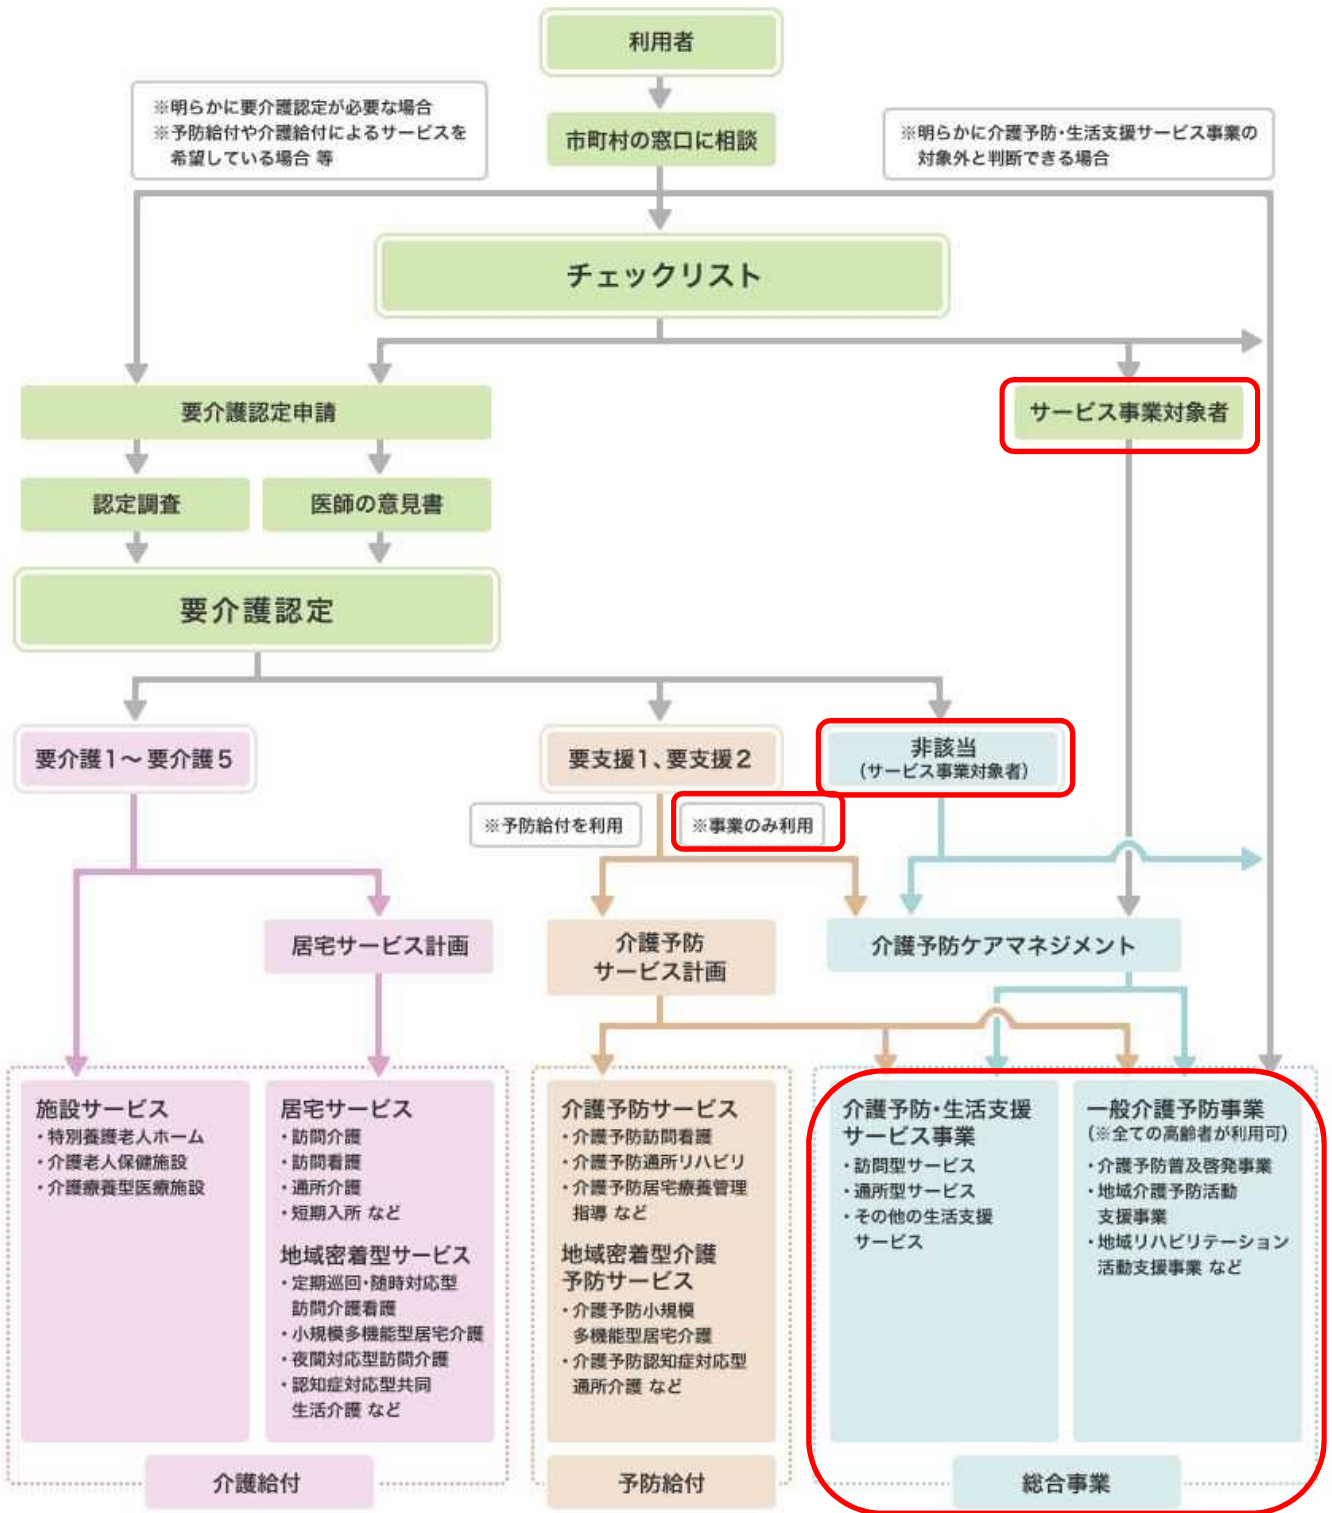 利用者
※明らかに要介護認定が必要な場合
※予防給付や介護給付によるサービスを
希望している場合 等
市町村の窓口に相談
※明らかに介護予防・生活支援サービス事業の
対象外と判断できる場合
チェックリスト
要介護認定申請
サービス事業対象者
認定調査
医師の意見書
要介護認定
要介護1～要介護5
要支援1、要支援2
非該当
（サービス事業対象者）
※予防給付を利用
※事業のみ利用
居宅サービス計画
介護予防
サービス計画
介護予防ケアマネジメント
施設サービス
・特別養護老人ホーム
・介護老人保健施設
・介護療養型医療施設
居宅サービス
・訪問介護
・訪問看護
・通所介護
・短期入所 など
地域密着型サービス
・定期巡回・随時対応型
訪問介護看護
・小規模多機能型居宅介護
・夜間対応型訪問介護
・認知症対応型共同
生活介護 など
介護予防サービス
・介護予防訪問看護
・介護予防通所リハビリ
・介護予防居宅療養管理
指導 など
地域密着型介護
予防サービス
・介護予防小規模
多機能型居宅介護
・介護予防認知症対応型
通所介護 など
介護予防・生活支援
サービス事業
・訪問型サービス
・通所型サービス
・その他の生活支援
サービス
一般介護予防事業
（※全ての高齢者が利用可）
・介護予防普及啓発事業
・地域介護予防活動
支援事業
・地域リハビリテーション
活動支援事業 など
介護給付
予防給付
総合事業